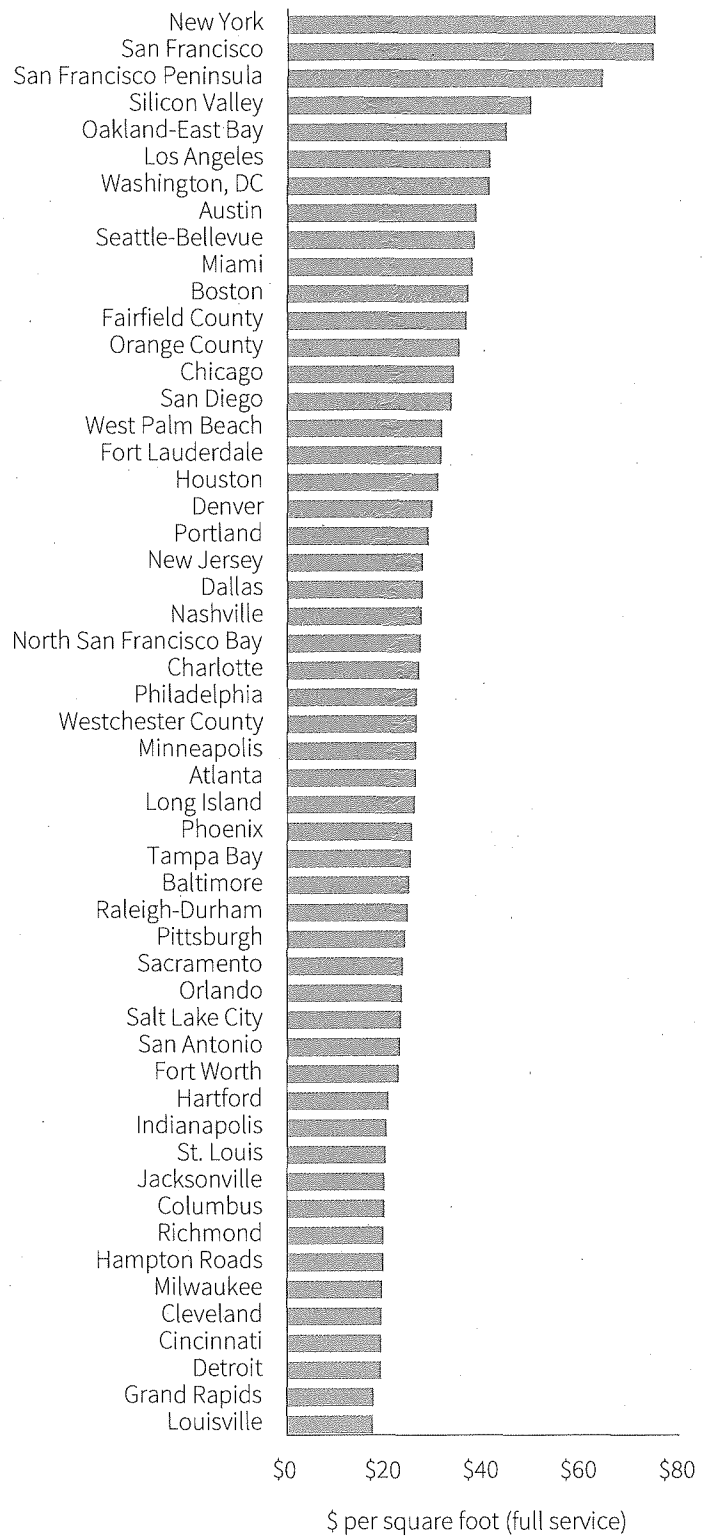 New York
San Francisco
San Francisco Peninsula
Silicon Valley
Oakland-East Bay
Los Angeles
Washington, DC
Austin
Seattle-Bellevue
Miami
Boston
Fairfield County
Orange County
Chicago
San Diego
West Palm Beach
Fort Lauderdale
Houston
Denver
Portland
New Jersey
Dallas
Nashville
North San Francisco Bay
Charlotte
Philadelphia
Westchester County
Minneapolis
Atlanta
Long Island
Phoenix
Tampa Bay
Baltimore
Raleigh-Durham
Pittsburgh
Sacramento
Orlando
Salt Lake City
San Antonio
Fort Worth
Hartford
Indianapolis
St. Louis
Jacksonville
Columbus
Richmond
Hampton Roads
Milwaukee
Cleveland
Cincinnati
Detroit
Grand Rapids
Louisville
$0 $20 $40 $60 $80
$ per square foot (full service)